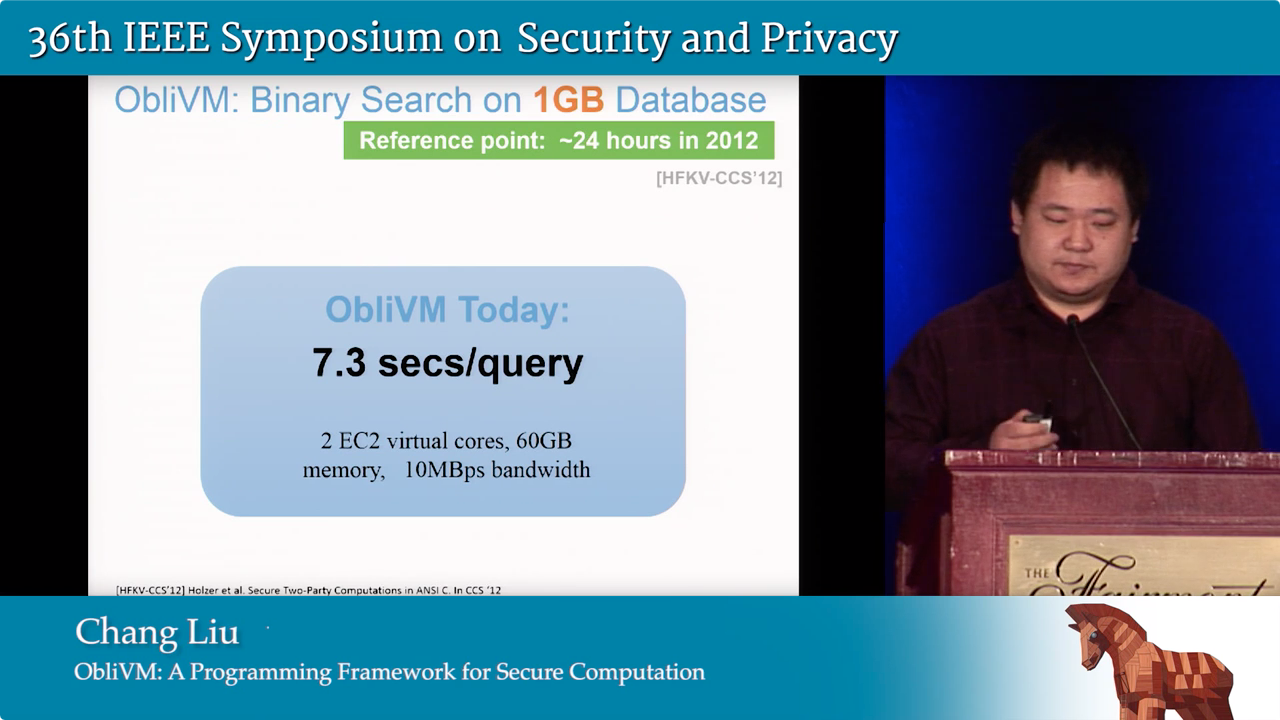 36th IEEE Symposium on Security and Privacy
ObliVM: Binary Search on 1GB Database
Reference point: ~24 hours in 2012
[HFKV-CCS'12]
ObliVM Today:
7.3 secs/query
2 EC2 virtual cores, 60GB
memory, 10MBps bandwidth
[HFKV-CCS'12] Holzer et al. Secure Two-Party Computations in ANSI C. In CCS '12
THE Fairmont
Chang Liu
ObliVM: A Programming Framework for Secure Computation